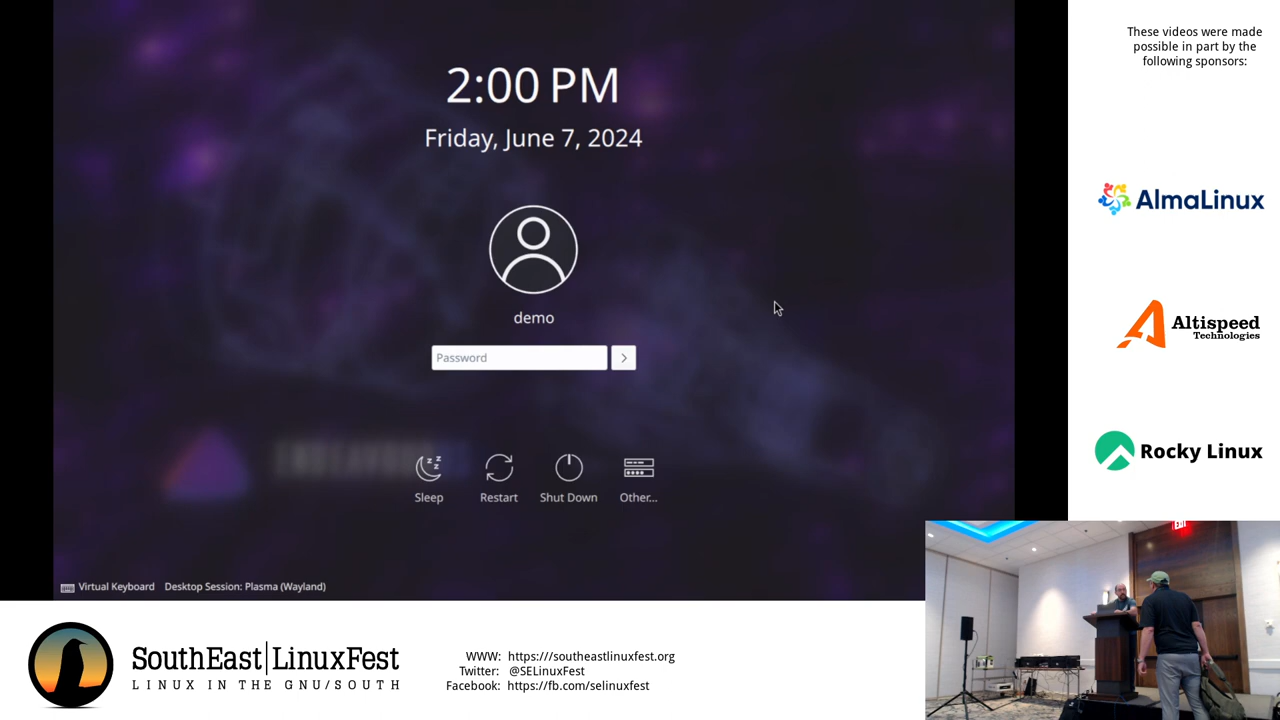 2:00 PM
Friday, June 7, 2024
demo
Password
Sleep
Restart
Shut Down
Other...
Virtual Keyboard
Desktop Session: Plasma (Wayland)
These videos were made
possible in part by the
following sponsors:
AlmaLinux
Altispeed
Technologies
Rocky Linux
EXIT
SouthEast|LinuxFest
LINUX IN THE GNU/SOUTH
WWW: https:///southeastlinuxfest.org
Twitter: @SELinuxFest
Facebook: https://fb.com/selinuxfest